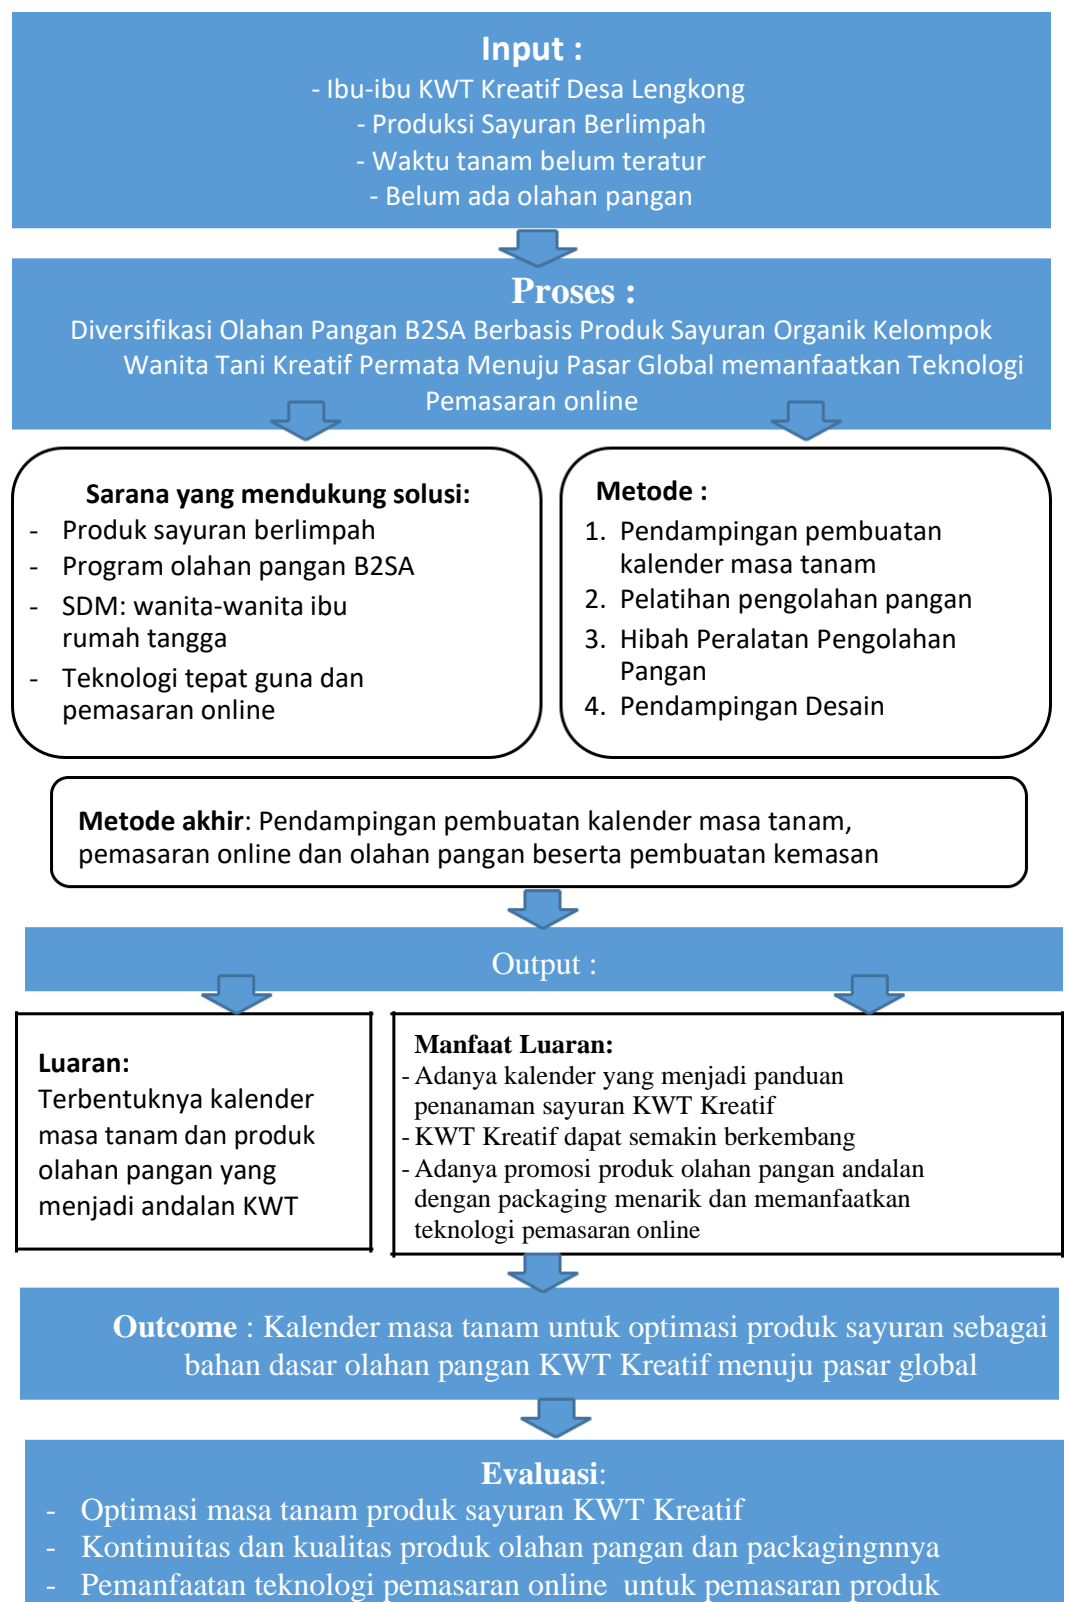 Input :
- Ibu-ibu KWT Kreatif Desa Lengkong
- Produksi Sayuran Berlimpah
- Waktu tanam belum teratur
- Belum ada olahan pangan
Proses :
Diversifikasi Olahan Pangan B2SA Berbasis Produk Sayuran Organik Kelompok
Wanita Tani Kreatif Permata Menuju Pasar Global memanfaatkan Teknologi
Pemasaran online
Sarana yang mendukung solusi:
- Produk sayuran berlimpah
- Program olahan pangan B2SA
- SDM: wanita-wanita ibu
rumah tangga
- Teknologi tepat guna dan
pemasaran online
Metode :
1. Pendampingan pembuatan
kalender masa tanam
2. Pelatihan pengolahan pangan
3. Hibah Peralatan Pengolahan
Pangan
4. Pendampingan Desain
Metode akhir: Pendampingan pembuatan kalender masa tanam,
pemasaran online dan olahan pangan beserta pembuatan kemasan
Output :
Luaran:
Terbentuknya kalender
masa tanam dan produk
olahan pangan yang
menjadi andalan KWT
Manfaat Luaran:
- Adanya kalender yang menjadi panduan
penanaman sayuran KWT Kreatif
- KWT Kreatif dapat semakin berkembang
- Adanya promosi produk olahan pangan andalan
dengan packaging menarik dan memanfaatkan
teknologi pemasaran online
Outcome : Kalender masa tanam untuk optimasi produk sayuran sebagai
bahan dasar olahan pangan KWT Kreatif menuju pasar global
Evaluasi:
- Optimasi masa tanam produk sayuran KWT Kreatif
- Kontinuitas dan kualitas produk olahan pangan dan packagingnnya
- Pemanfaatan teknologi pemasaran online untuk pemasaran produk